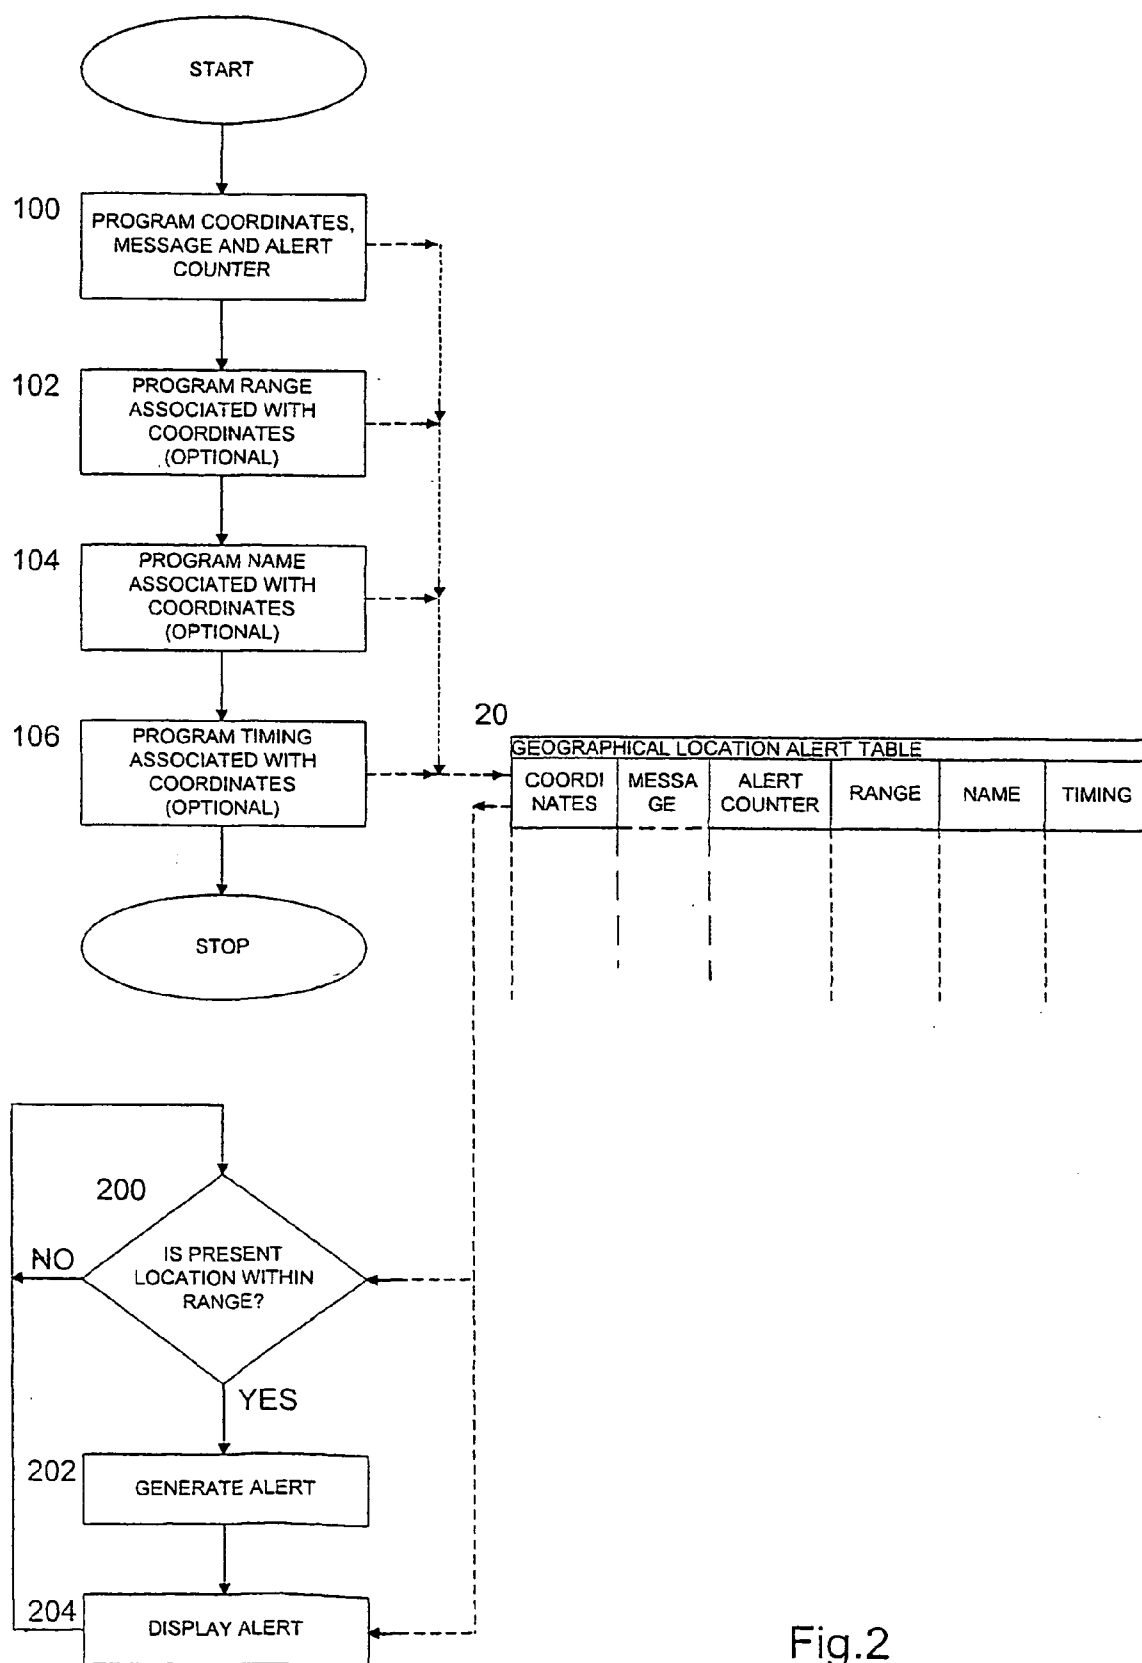 START
100
PROGRAM COORDINATES,
MESSAGE AND ALERT
COUNTER
102
PROGRAM RANGE
ASSOCIATED WITH
COORDINATES
(OPTIONAL)
104
PROGRAM NAME
ASSOCIATED WITH
COORDINATES
(OPTIONAL)
106
PROGRAM TIMING
ASSOCIATED WITH
COORDINATES
(OPTIONAL)
STOP
20
GEOGRAPHICAL LOCATION ALERT TABLE
COORDI
NATES
MESSA
GE
ALERT
COUNTER
RANGE
NAME
TIMING
200
IS PRESENT
LOCATION WITHIN
RANGE?
NO
YES
202
GENERATE ALERT
204
DISPLAY ALERT
Fig.2